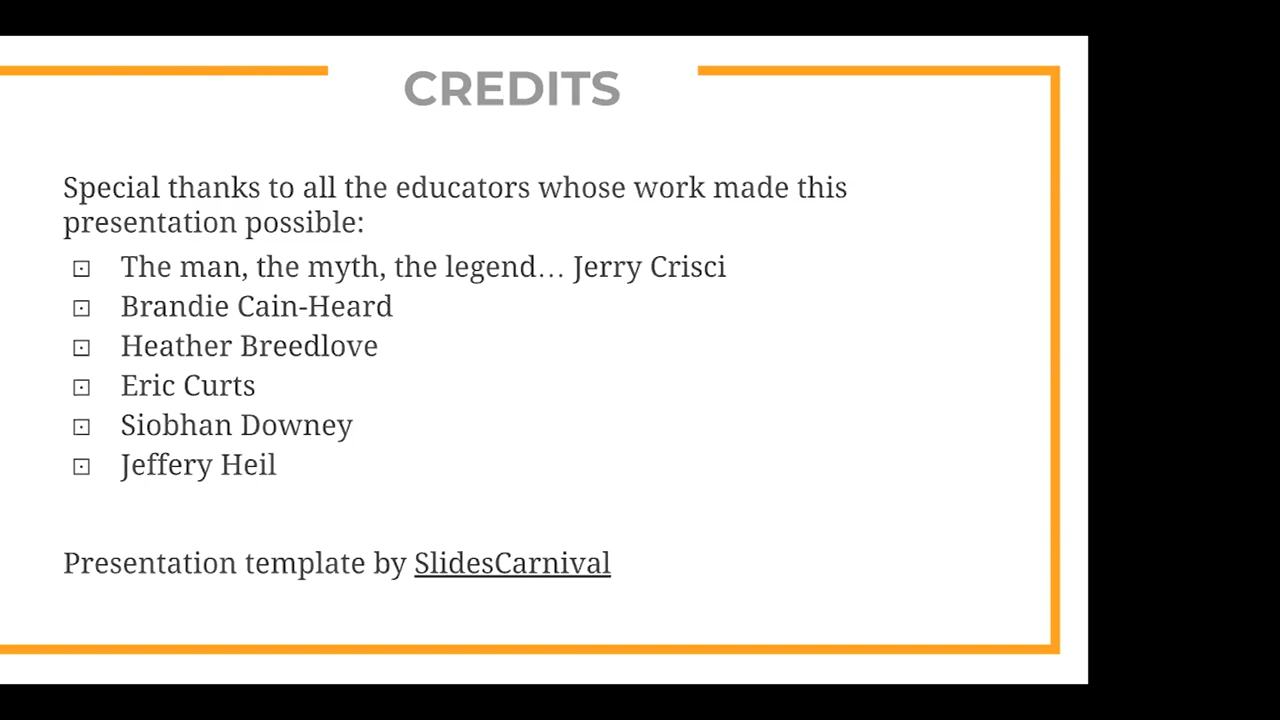 CREDITS
Special thanks to all the educators whose work made this
presentation possible:
The man, the myth, the legend… Jerry Crisci
Brandie Cain-Heard
Heather Breedlove
Eric Curts
Siobhan Downey
Jeffery Heil
Presentation template by SlidesCarnival